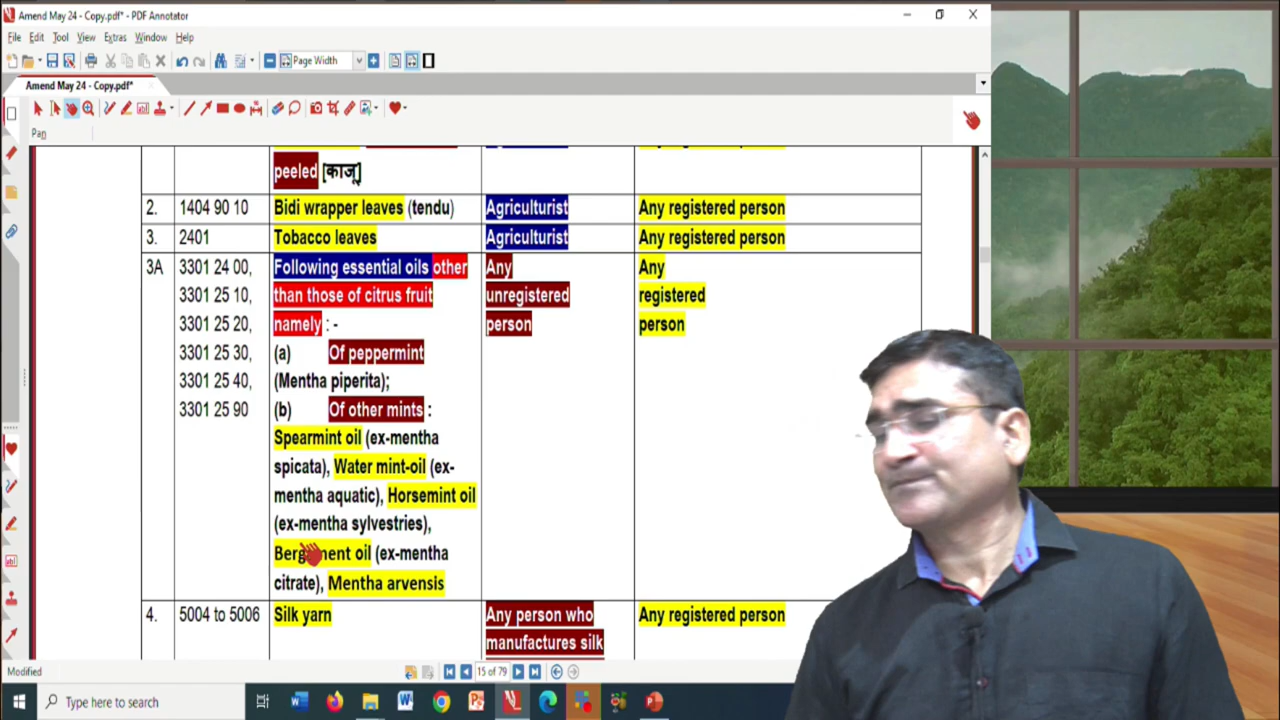 Amend May 24 - Copy.pdf* - PDF Annotator
File Edit Tool View Extras Window Help
Page Width
Amend May 24 - Copy.pdf*
Pan
peeled [काजू]
2. 1404 90 10 Bidi wrapper leaves (tendu) Agriculturist Any registered person
3. 2401 Tobacco leaves Agriculturist Any registered person
3A 3301 24 00, Following essential oils other Any Any
3301 25 10, than those of citrus fruit unregistered registered
3301 25 20, namely : - person person
3301 25 30, (a) Of peppermint
3301 25 40, (Mentha piperita);
3301 25 90 (b) Of other mints :
Spearmint oil (ex-mentha
spicata), Water mint-oil (ex-
mentha aquatic), Horsemint oil
(ex-mentha sylvestries),
oil (ex-mentha
citrate), Mentha arvensis
4. 5004 to 5006 Silk yarn Any person who Any registered person
manufactures silk
Modified 15 of 79
Type here to search